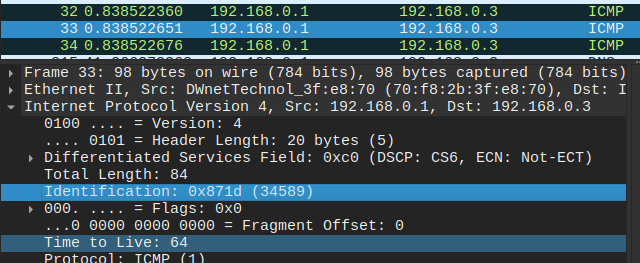 32 0.838522360 192.168.0.1 192.168.0.3 ICMP
33 0.838522651 192.168.0.1 192.168.0.3 ICMP
34 0.838522676 192.168.0.1 192.168.0.3 ICMP
Frame 33: 98 bytes on wire (784 bits), 98 bytes captured (784 bits)
Ethernet II, Src: DWnetTechnol_3f:e8:70 (70:f8:2b:3f:e8:70), Dst: I
Internet Protocol Version 4, Src: 192.168.0.1, Dst: 192.168.0.3
0100 .... = Version: 4
.... 0101 = Header Length: 20 bytes (5)
Differentiated Services Field: 0xc0 (DSCP: CS6, ECN: Not-ECT)
Total Length: 84
Identification: 0x871d (34589)
000. .... = Flags: 0x0
...0 0000 0000 0000 = Fragment Offset: 0
Time to Live: 64
Protocol: ICMP (1)